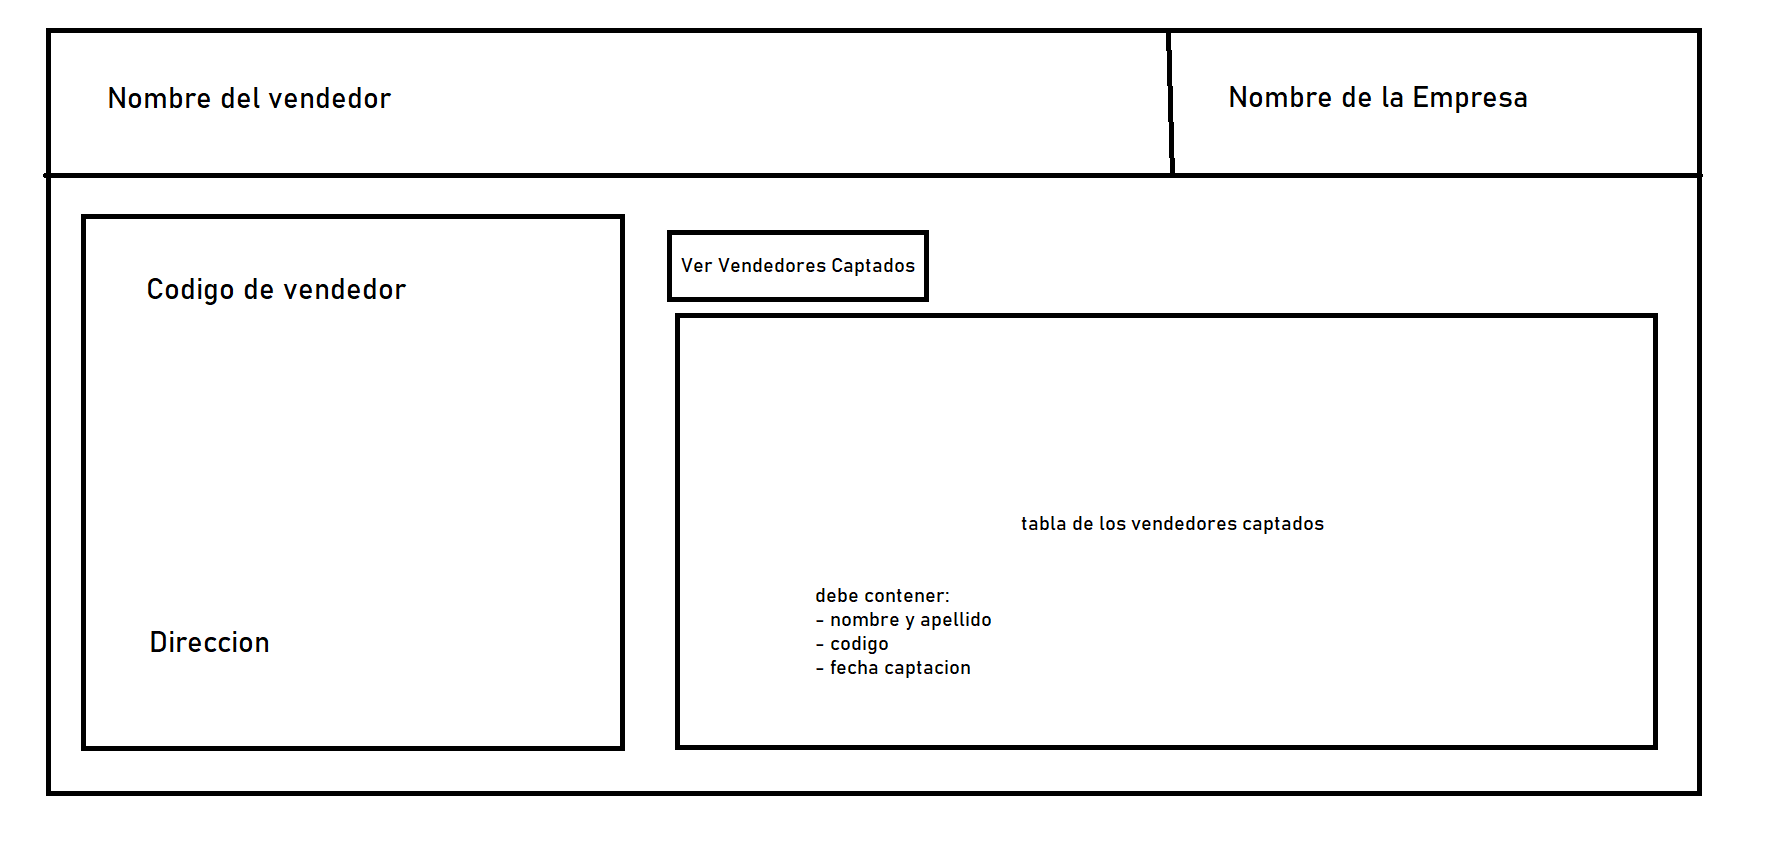 Nombre del vendedor
Nombre de la Empresa
Codigo de vendedor
Direccion
Ver Vendedores Captados
tabla de los vendedores captados
debe contener:
- nombre y apellido
- codigo
- fecha captacion